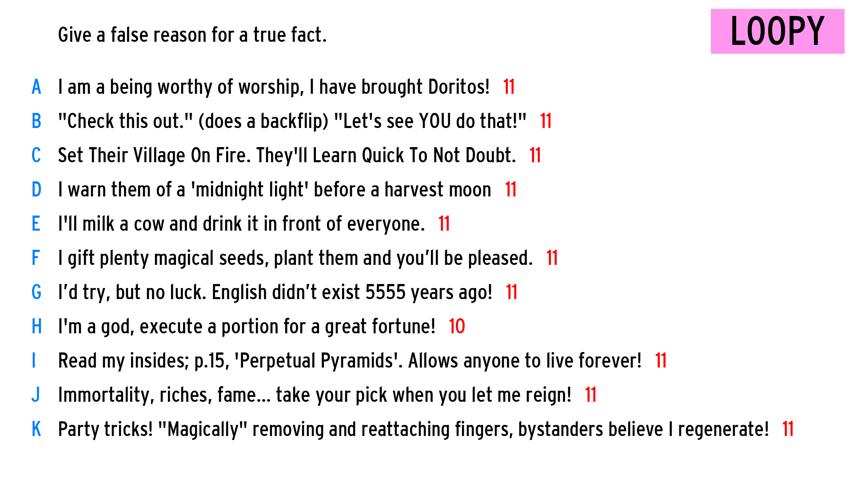 Give a false reason for a true fact.
LOOPY
A I am a being worthy of worship, I have brought Doritos! 11
B "Check this out." (does a backflip) "Let's see YOU do that!" 11
C Set Their Village On Fire. They'll Learn Quick To Not Doubt. 11
D I warn them of a 'midnight light' before a harvest moon 11
E I'll milk a cow and drink it in front of everyone. 11
F I gift plenty magical seeds, plant them and you’ll be pleased. 11
G I’d try, but no luck. English didn’t exist 5555 years ago! 11
H I'm a god, execute a portion for a great fortune! 10
I Read my insides; p.15, 'Perpetual Pyramids'. Allows anyone to live forever! 11
J Immortality, riches, fame... take your pick when you let me reign! 11
K Party tricks! "Magically" removing and reattaching fingers, bystanders believe I regenerate! 11